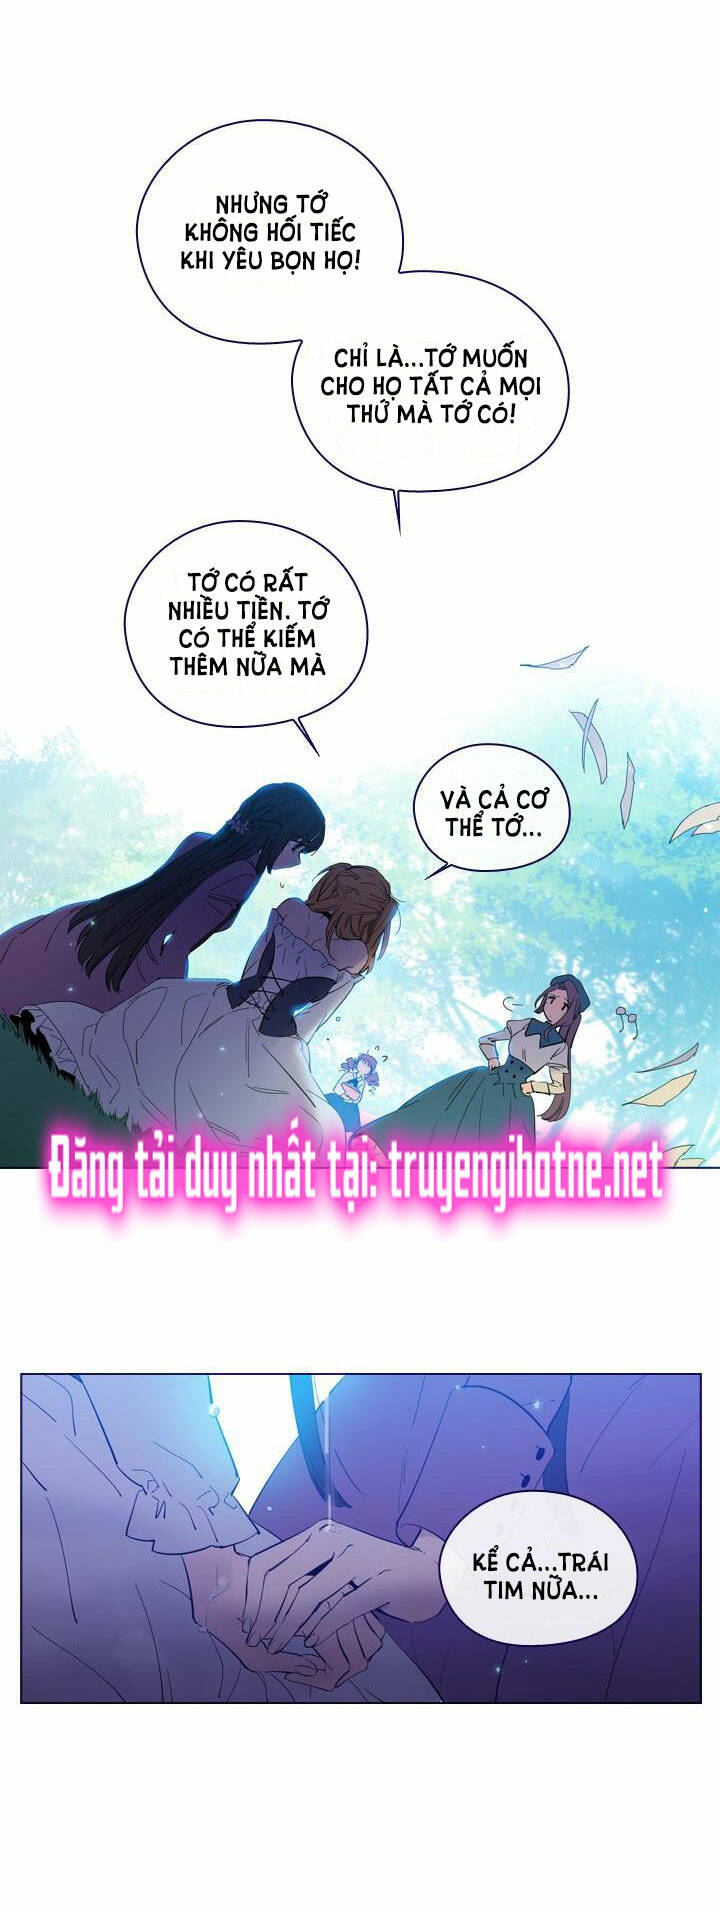 NHƯNG TỚ
KHÔNG HỐI TIẾC
KHI YÊU BỌN HỌ!
CHỈ LÀ...TỚ MUỐN
CHO HỌ TẤT CẢ MỌI
THỨ MÀ TỚ CÓ!
TỚ CÓ RẤT
NHIỀU TIỀN. TỚ
CÓ THỂ KIẾM
THÊM NỮA MÀ
VÀ CẢ CƠ
THỂ TỚ...
Đăng tải duy nhất tại: truyengihotne.net
KỂ CẢ...TRÁI
TIM NỮA...